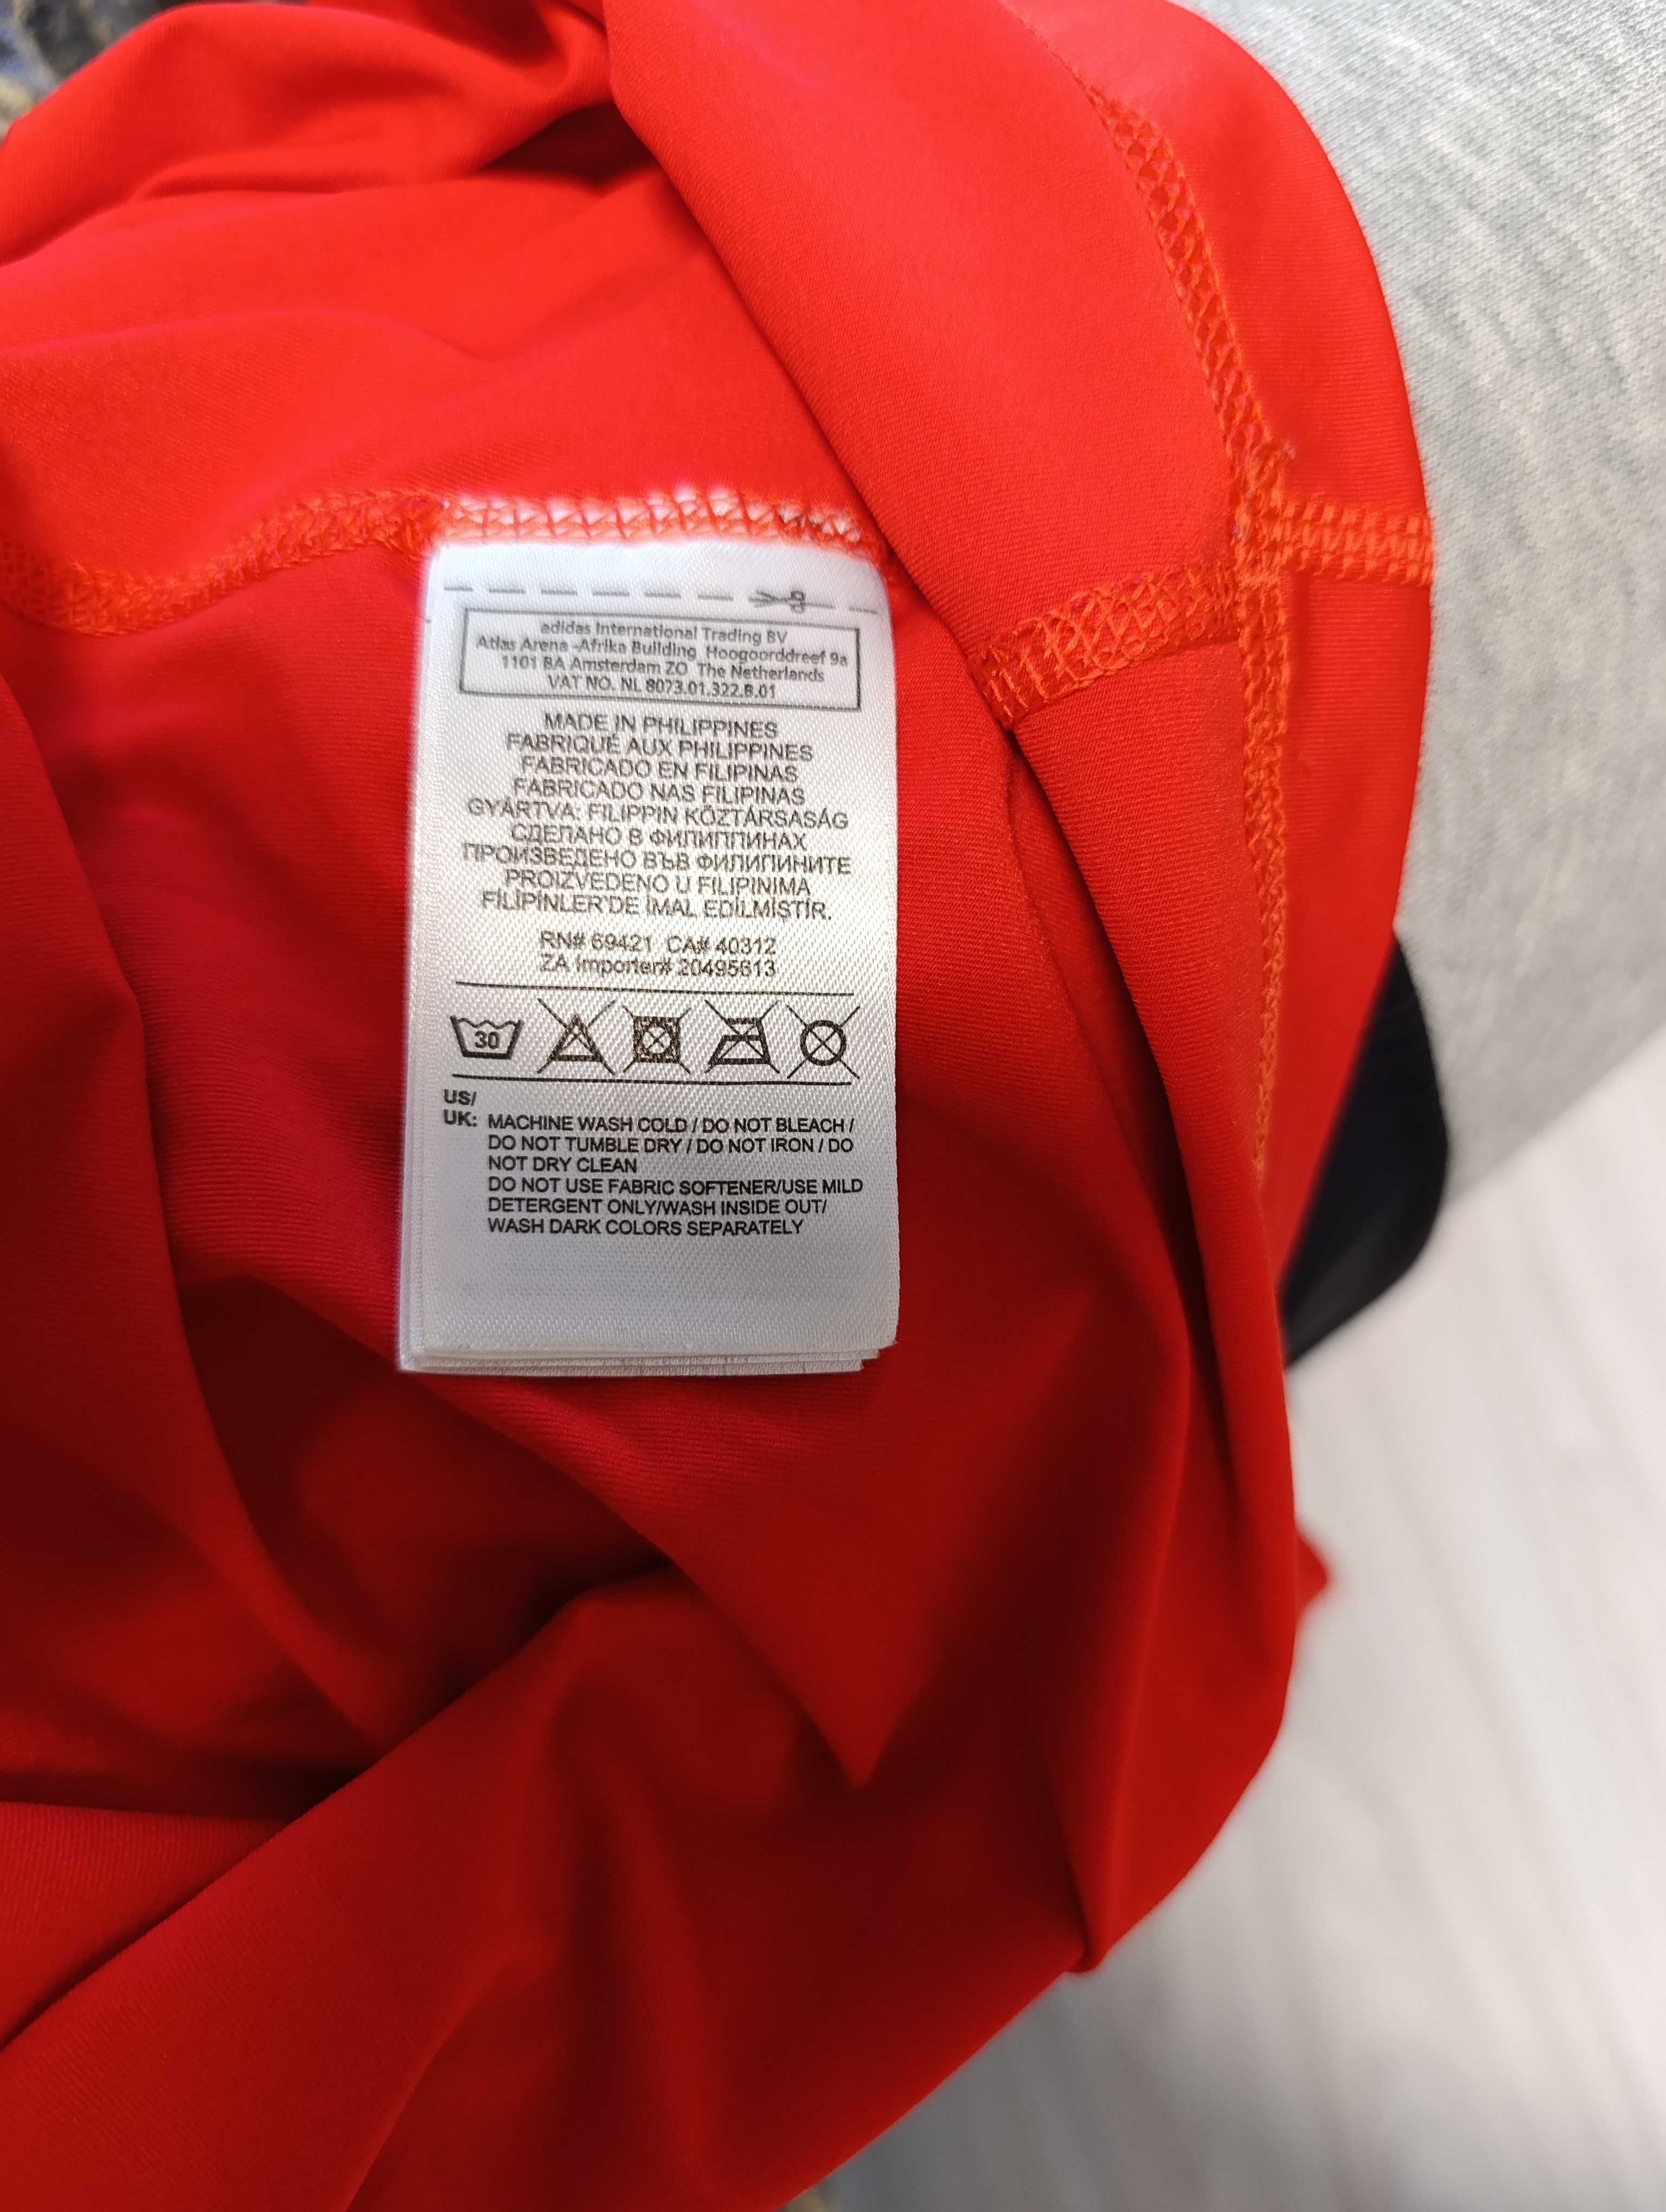 adidas International Trading BV
Atlas Arena -Afrika Building Hoogoorddreef 9a
1101 BA Amsterdam ZO The Netherlands
VAT NO. NL 8073.01.322.B.01
MADE IN PHILIPPINES
FABRIQUÉ AUX PHILIPPINES
FABRICADO EN FILIPINAS
FABRICADO NAS FILIPINAS
GYÁRTVA: FILIPPIN KÖZTÁRSASÁG
СДЕЛАНО В ФИЛИППИНАХ
ПРОИЗВЕДЕНО ВЪВ ФИЛИПИНИТЕ
PROIZVEDENO U FILIPINIMA
FİLİPİNLER'DE İMAL EDİLMİŞTİR.
RN# 69421 CA# 40312
ZA Importer# 20495613
30
US/
UK: MACHINE WASH COLD / DO NOT BLEACH /
DO NOT TUMBLE DRY / DO NOT IRON / DO
NOT DRY CLEAN
DO NOT USE FABRIC SOFTENER/USE MILD
DETERGENT ONLY/WASH INSIDE OUT/
WASH DARK COLORS SEPARATELY